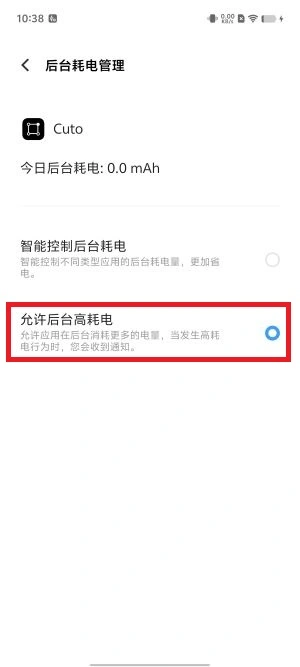 10:38
0.00
KB/s
后台耗电管理
Cuto
今日后台耗电: 0.0 mAh
智能控制后台耗电
智能控制不同类型应用的后台耗电量，更加省
电。
允许后台高耗电
允许应用在后台消耗更多的电量，当发生高耗
电行为时，您会收到通知。